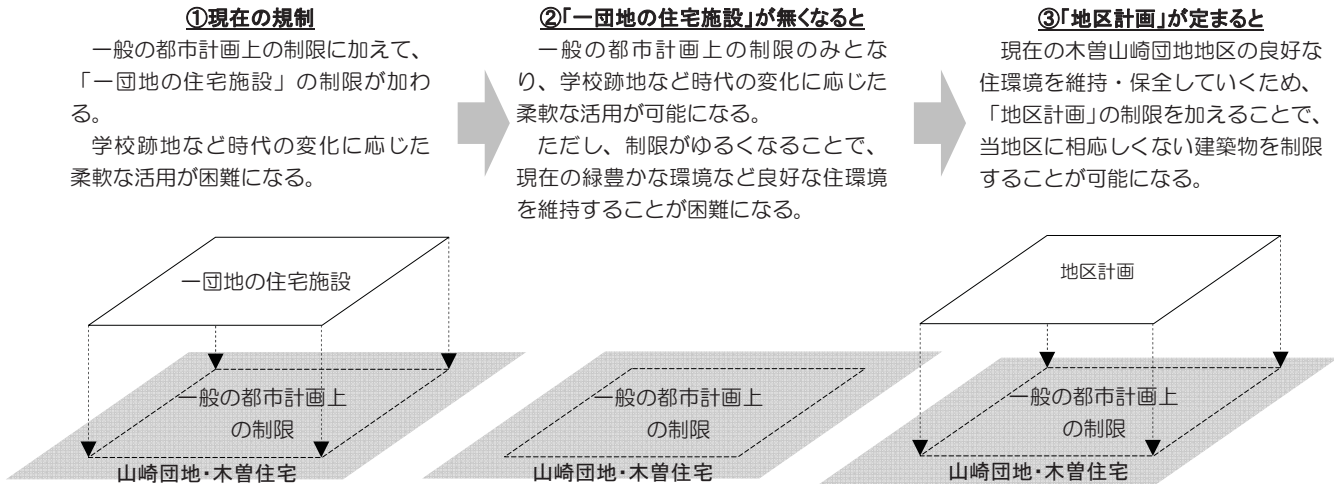 ①現在の規制
一般の都市計画上の制限に加えて、
「一団地の住宅施設」の制限が加わ
る。
学校跡地など時代の変化に応じた
柔軟な活用が困難になる。
②「一団地の住宅施設」が無くなると
一般の都市計画上の制限のみとな
り、学校跡地など時代の変化に応じた
柔軟な活用が可能になる。
ただし、制限がゆるくなることで、
現在の緑豊かな環境など良好な住環境
を維持することが困難になる。
③「地区計画」が定まると
現在の木曽山崎団地地区の良好な
住環境を維持・保全していくため、
「地区計画」の制限を加えることで、
当地区に相応しくない建築物を制限
することが可能になる。
一団地の住宅施設
一般の都市計画上
の制限
山崎団地・木曽住宅
一般の都市計画上
の制限
山崎団地・木曽住宅
地区計画
一般の都市計画上
の制限
山崎団地・木曽住宅